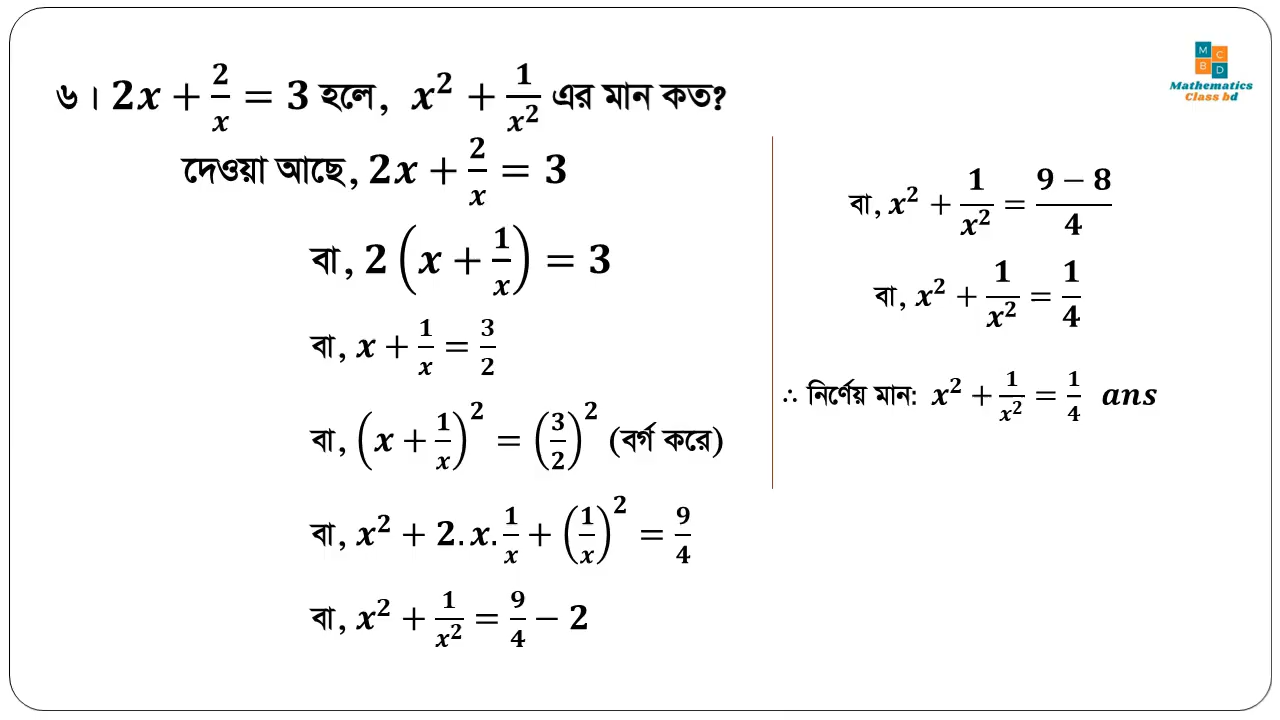 ৬। 2x + 2/x = 3 হলে, x² + 1/x² এর মান কত?
দেওয়া আছে, 2x + 2/x = 3
বা, 2(x + 1/x) = 3
বা, x + 1/x = 3/2
বা, (x + 1/x)² = (3/2)² (বর্গ করে)
বা, x² + 2.x.1/x + (1/x)² = 9/4
বা, x² + 1/x² = 9/4 − 2
বা, x² + 1/x² = (9 − 8)/4
বা, x² + 1/x² = 1/4
∴ নির্ণেয় মান: x² + 1/x² = 1/4 ans
M C
B D
Mathematics
Class bd